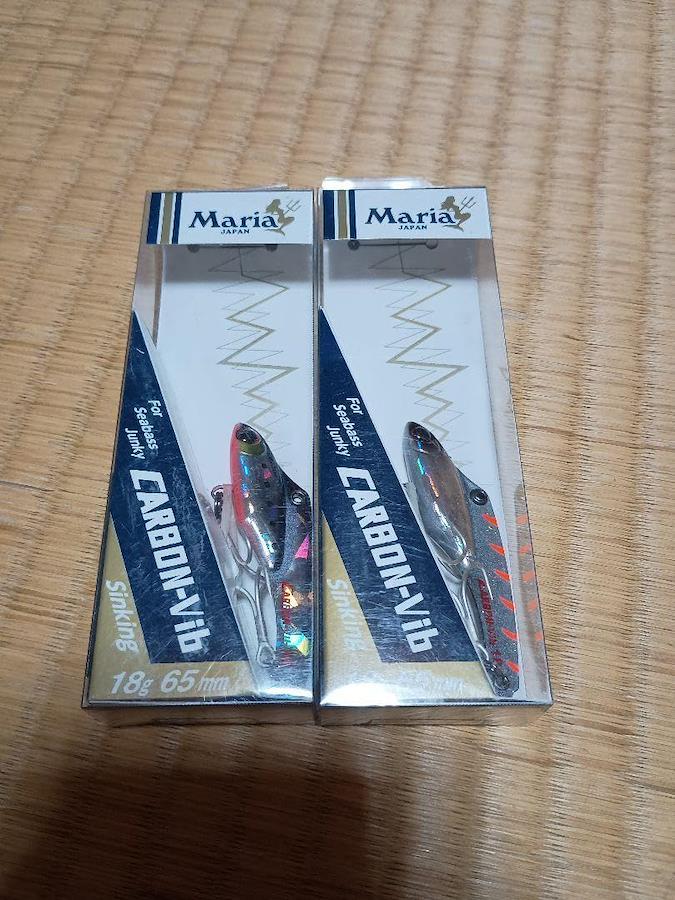 Maria
JAPAN
For
Seabass
Junky
CARBON-Vib
Sinking
18g 65mm
Maria
JAPAN
For
Seabass
Junky
CARBON-Vib
Sinking